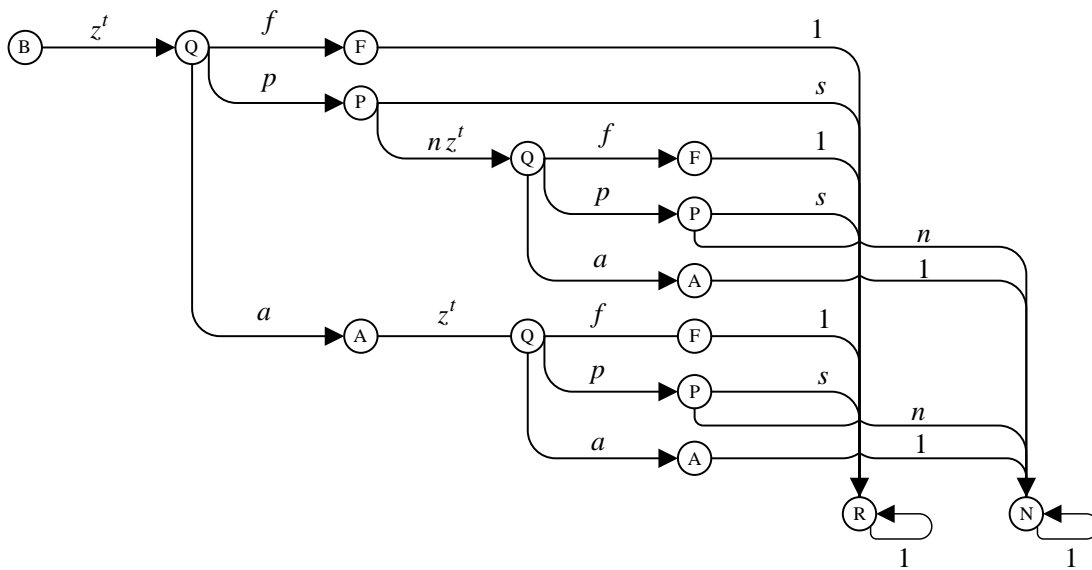 B z^t Q f F 1
p P s
n z^t Q f F 1
p P s
n
a A 1
a A z^t Q f F 1
p P s
n
a A 1
R N
1 1